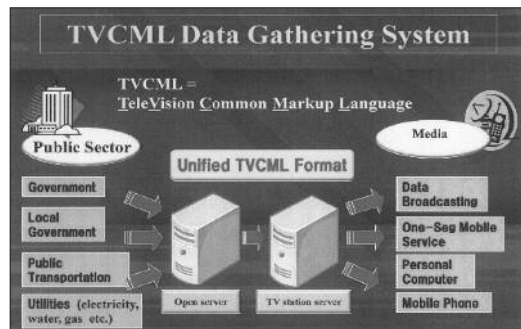 TVCML Data Gathering System
TVCML =
TeleVision Common Markup Language
Public Sector
Media
Unified TVCML Format
Government
Local
Government
Public
Transportation
Utilities (electricity,
water, gas etc.)
Open server
TV station server
Data
Broadcasting
One-Seg Mobile
Service
Personal
Computer
Mobile Phone